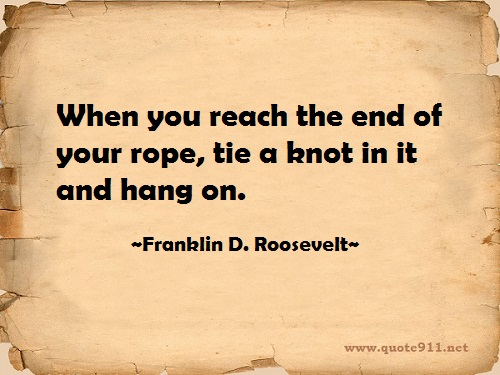 When you reach the end of
your rope, tie a knot in it
and hang on.
~Franklin D. Roosevelt~
www.quote911.net